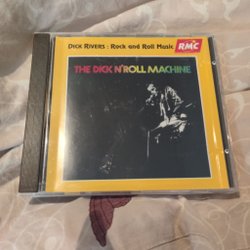 DICK RIVERS : ROCK AND ROLL MUSIC
RMC
THE DICK N'ROLL MACHINE